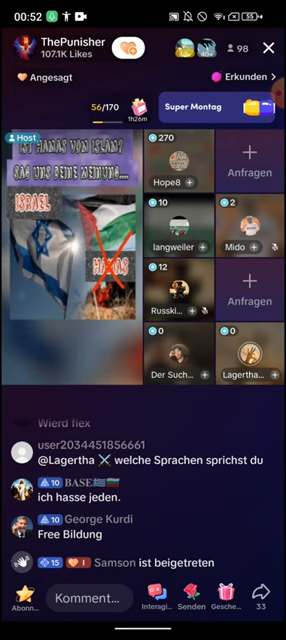 00:52
55
ThePunisher
107.1K Likes
98
Angesagt
Erkunden
56/170
1h26m
Super Montag
Host
IST HAMAS VON ISLAM?
SAG UNS DEINE MEINUNG...
ISRAEL
HAMAS
270
Hope8
Anfragen
10
langweiler
2
Mido
12
Russki...
Anfragen
0
Der Such...
0
Lagertha...
Wierd flex
user2034451856661
@Lagertha ⚔️ welche Sprachen sprichst du
10 BASE🇬🇷🇧🇬
ich hasse jeden.
10 George Kurdi
Free Bildung
15 1 Samson ist beigetreten
Abonn...
Kommentar...
Interagi...
Senden
Gesche...
33